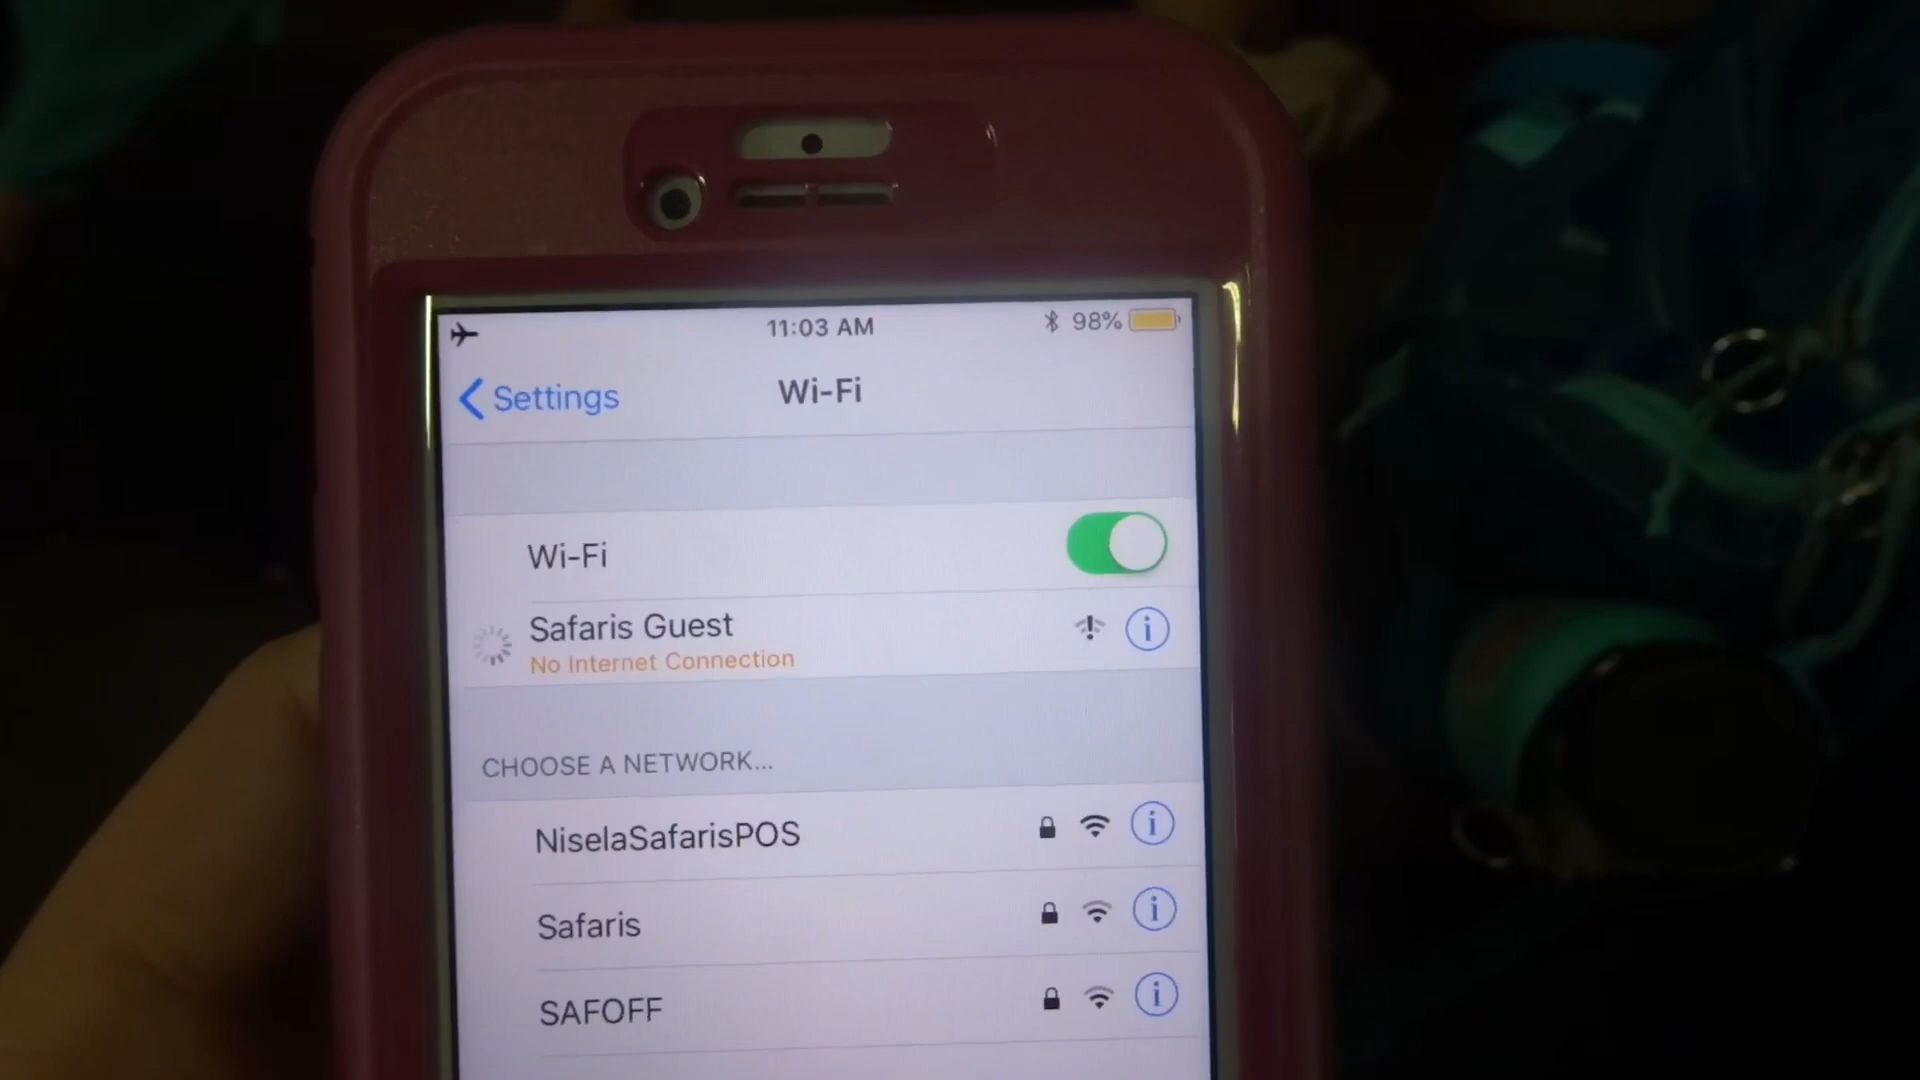 11:03 AM
98%
Settings
Wi-Fi
Wi-Fi
Safaris Guest
No Internet Connection
CHOOSE A NETWORK...
NiselaSafarisPOS
Safaris
SAFOFF